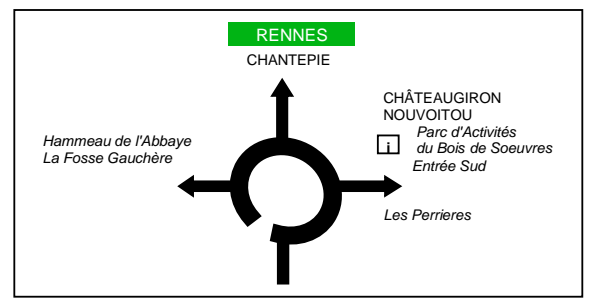 RENNES
CHANTEPIE
CHÂTEAUGIRON
NOUVOITOU
i
Parc d'Activités
du Bois de Soeuvres
Entrée Sud
Hammeau de l'Abbaye
La Fosse Gauchère
Les Perrieres